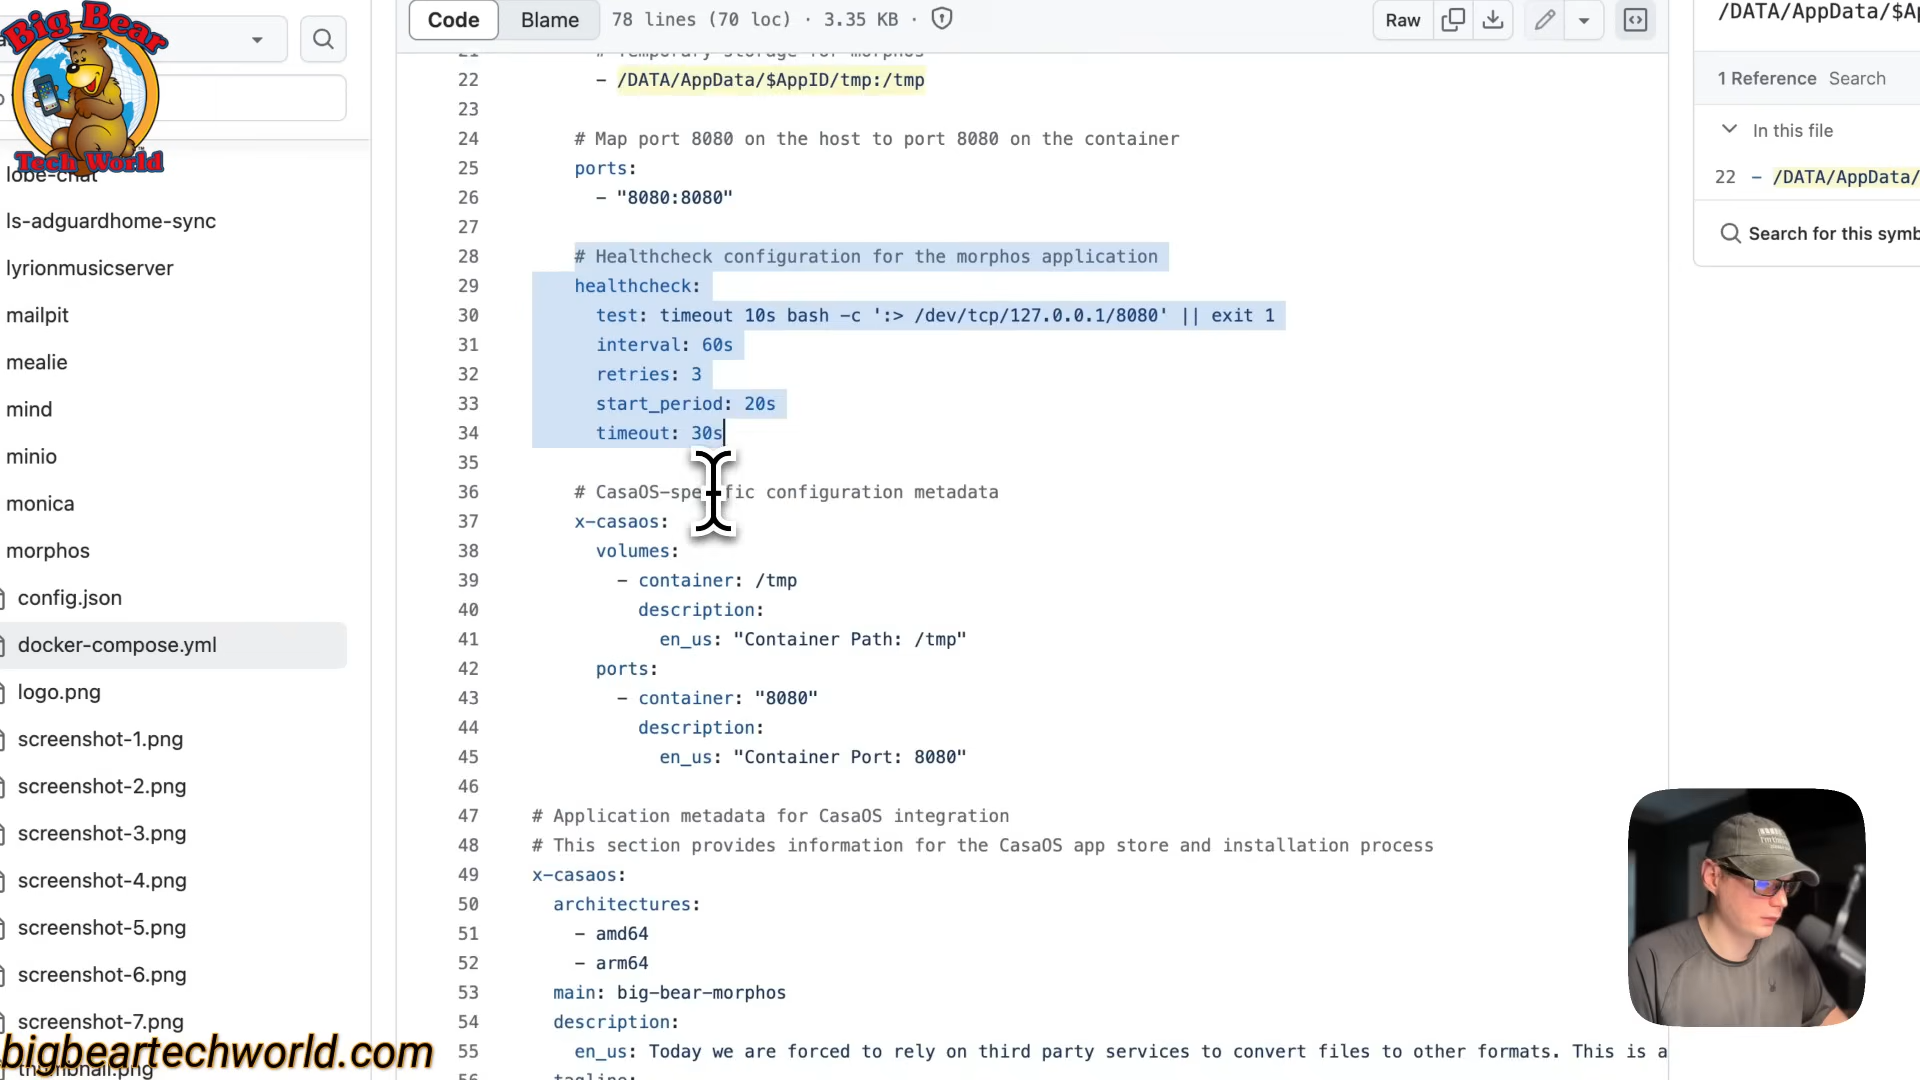 Big Bear
Tech World
lobe-chat
ls-adguardhome-sync
lyrionmusicserver
mailpit
mealie
mind
minio
monica
morphos
config.json
docker-compose.yml
logo.png
screenshot-1.png
screenshot-2.png
screenshot-3.png
screenshot-4.png
screenshot-5.png
screenshot-6.png
screenshot-7.png
thumbnail.png
bigbeartechworld.com
Code Blame 78 lines (70 loc) · 3.35 KB · Raw
21 # Temporary storage for morphos
22 - /DATA/AppData/$AppID/tmp:/tmp
23
24 # Map port 8080 on the host to port 8080 on the container
25 ports:
26 - "8080:8080"
27
28 # Healthcheck configuration for the morphos application
29 healthcheck:
30 test: timeout 10s bash -c ':> /dev/tcp/127.0.0.1/8080' || exit 1
31 interval: 60s
32 retries: 3
33 start_period: 20s
34 timeout: 30s
35
36 # CasaOS-specific configuration metadata
37 x-casaos:
38 volumes:
39 - container: /tmp
40 description:
41 en_us: "Container Path: /tmp"
42 ports:
43 - container: "8080"
44 description:
45 en_us: "Container Port: 8080"
46
47 # Application metadata for CasaOS integration
48 # This section provides information for the CasaOS app store and installation process
49 x-casaos:
50 architectures:
51 - amd64
52 - arm64
53 main: big-bear-morphos
54 description:
55 en_us: Today we are forced to rely on third party services to convert files to other formats. This is a
56 tagline:
/DATA/AppData/$Ap
1 Reference Search
In this file
22 - /DATA/AppData/
Search for this symb